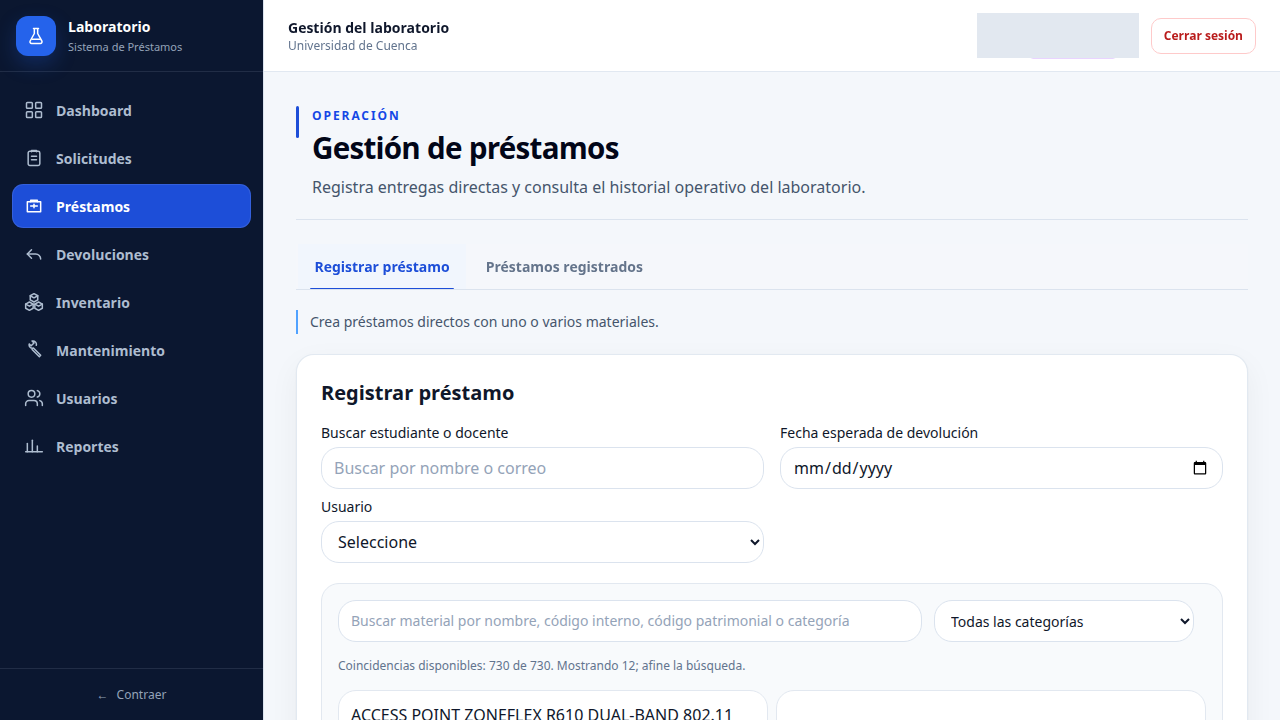 Laboratorio
Sistema de Préstamos
Dashboard
Solicitudes
Préstamos
Devoluciones
Inventario
Mantenimiento
Usuarios
Reportes
← Contraer
Gestión del laboratorio
Universidad de Cuenca
Cerrar sesión
OPERACIÓN
Gestión de préstamos
Registra entregas directas y consulta el historial operativo del laboratorio.
Registrar préstamo
Préstamos registrados
Crea préstamos directos con uno o varios materiales.
Registrar préstamo
Buscar estudiante o docente
Fecha esperada de devolución
Buscar por nombre o correo
mm/dd/yyyy
Usuario
Seleccione
Buscar material por nombre, código interno, código patrimonial o categoría
Todas las categorías
Coincidencias disponibles: 730 de 730. Mostrando 12; afine la búsqueda.
ACCESS POINT ZONEFLEX R610 DUAL-BAND 802.11